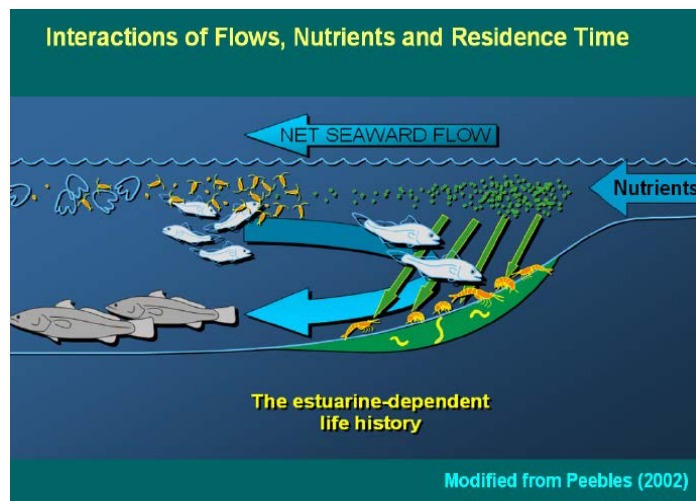 Interactions of Flows, Nutrients and Residence Time
NET SEAWARD FLOW
Nutrients
The estuarine-dependent
life history
Modified from Peebles (2002)